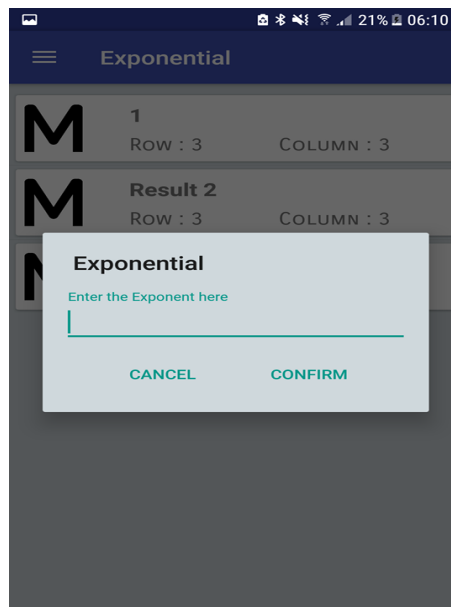 21% 06:10
Exponential
M 1
Row : 3 Column : 3
M Result 2
Row : 3 Column : 3
Exponential
Enter the Exponent here
CANCEL CONFIRM